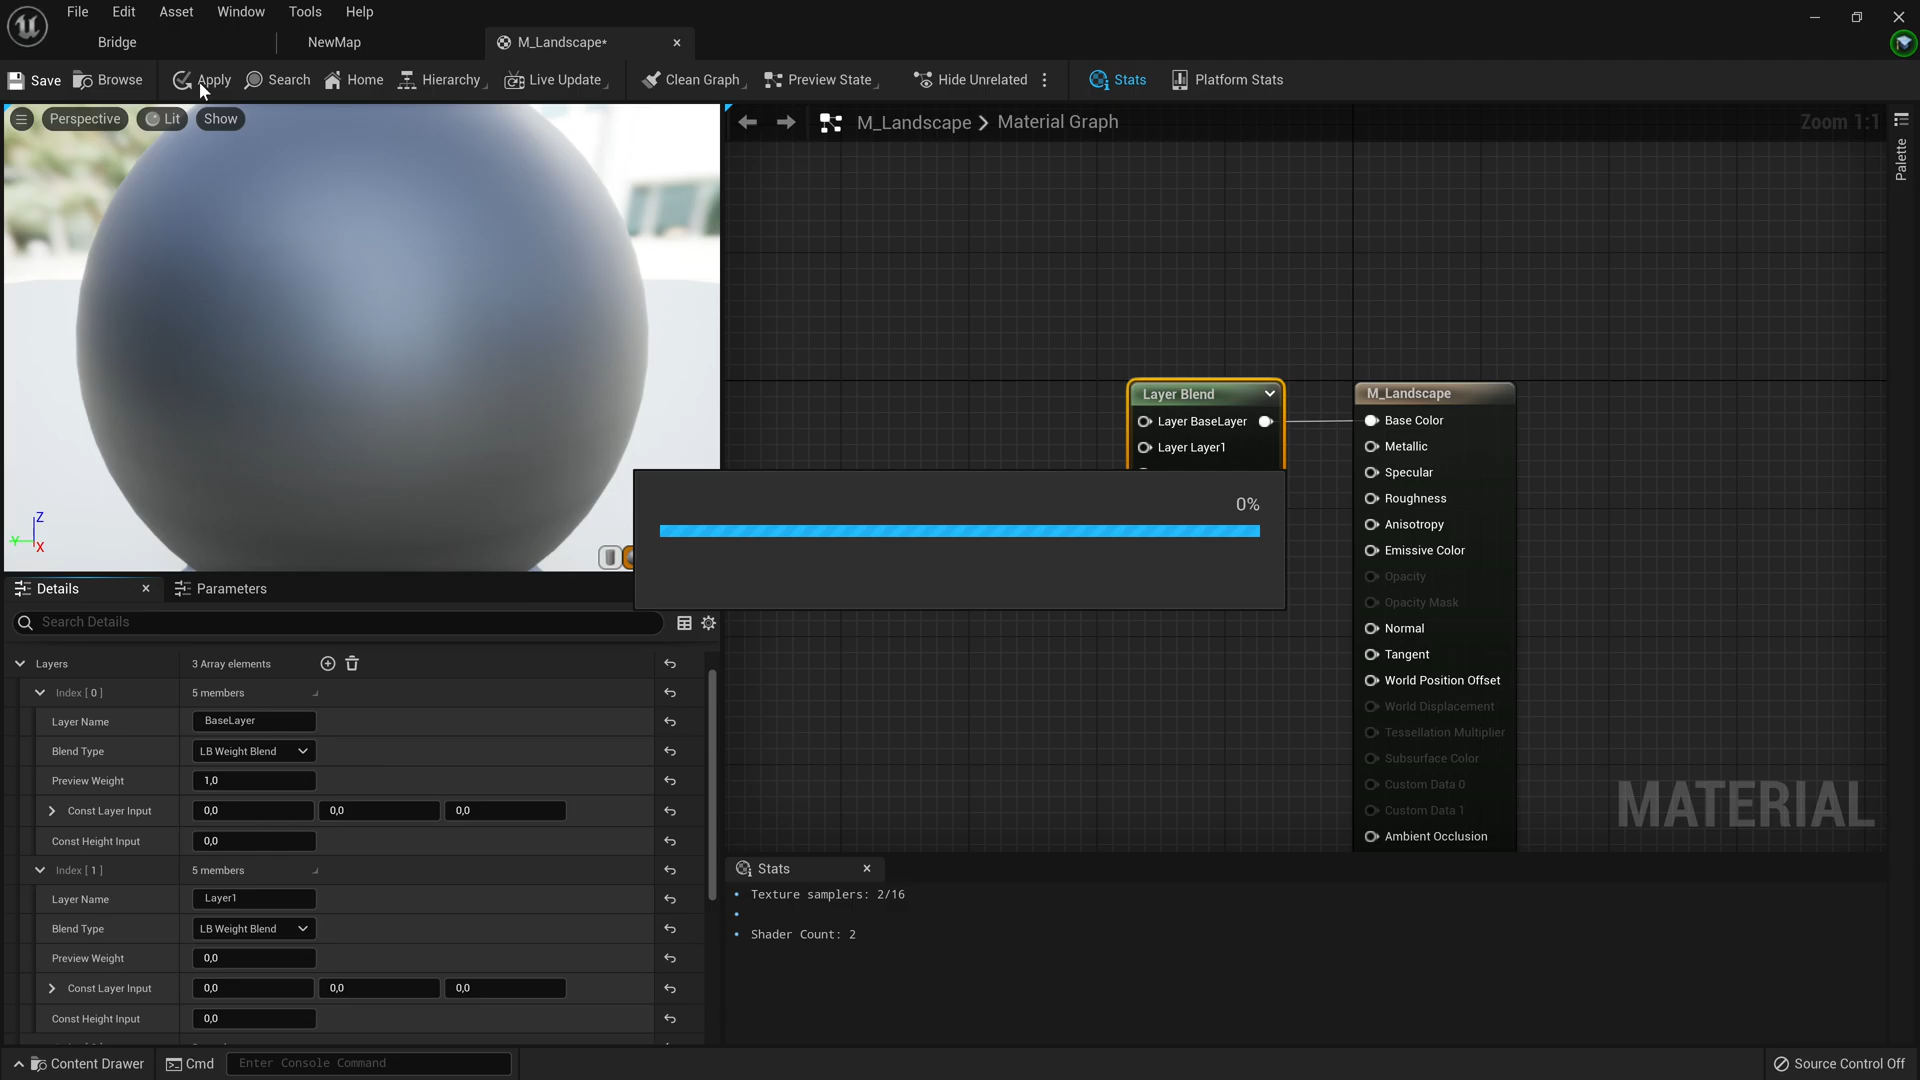 File Edit Asset Window Tools Help
Bridge NewMap M_Landscape*
Save Browse Apply Search Home Hierarchy Live Update Clean Graph Preview State Hide Unrelated Stats Platform Stats
Perspective Lit Show
M_Landscape > Material Graph Zoom 1:1
Palette
Layer Blend
Layer BaseLayer
Layer Layer1
M_Landscape
Base Color
Metallic
Specular
Roughness
Anisotropy
Emissive Color
Opacity
Opacity Mask
Normal
Tangent
World Position Offset
World Displacement
Tessellation Multiplier
Subsurface Color
Custom Data 0
Custom Data 1
Ambient Occlusion
0%
MATERIAL
Z
Y
X
Details Parameters
Search Details
Layers 3 Array elements
Index [ 0 ] 5 members
Layer Name BaseLayer
Blend Type LB Weight Blend
Preview Weight 1,0
Const Layer Input 0,0 0,0 0,0
Const Height Input 0,0
Index [ 1 ] 5 members
Layer Name Layer1
Blend Type LB Weight Blend
Preview Weight 0,0
Const Layer Input 0,0 0,0 0,0
Const Height Input 0,0
Stats
Texture samplers: 2/16
Shader Count: 2
Content Drawer Cmd Enter Console Command Source Control Off